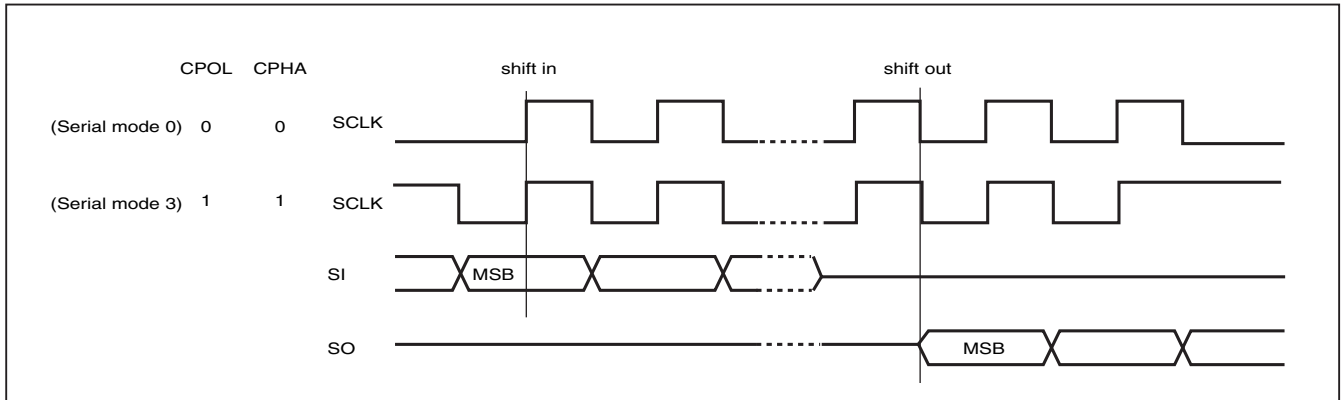 CPOL CPHA shift in shift out
(Serial mode 0) 0 0 SCLK
(Serial mode 3) 1 1 SCLK
SI MSB
SO MSB